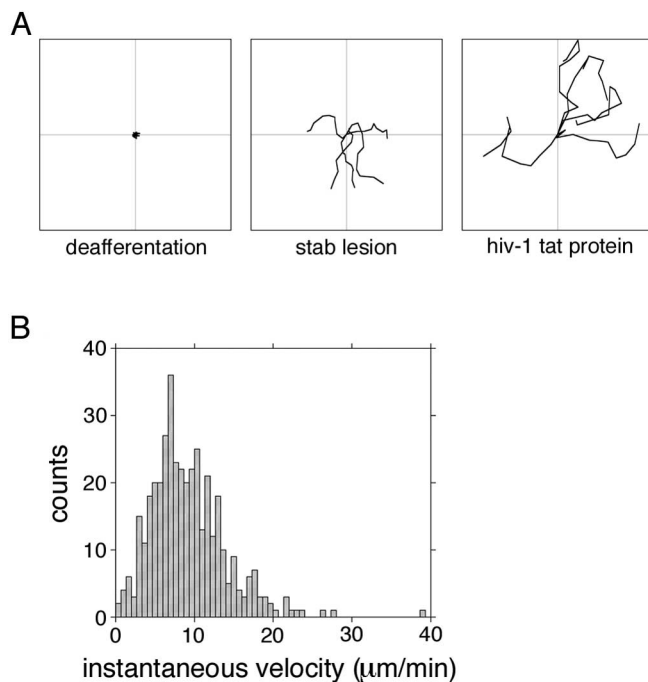 A
deafferentation
stab lesion
hiv-1 tat protein
B
40
30
20
10
0
counts
0
10
20
30
40
instantaneous velocity (μm/min)